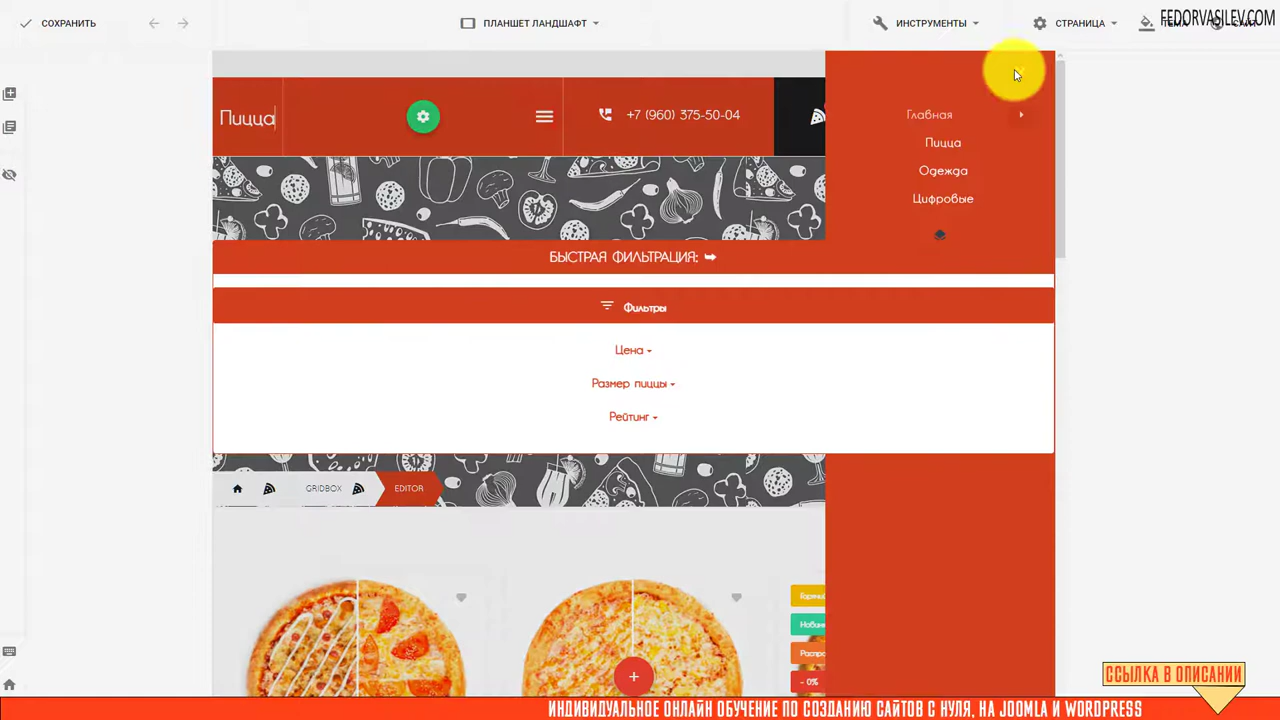 СОХРАНИТЬ
ПЛАНШЕТ ЛАНДШАФТ
ИНСТРУМЕНТЫ
СТРАНИЦА
FEDORVASILEV.COM
Пицца
+7 (960) 375-50-04
Главная
Пицца
Одежда
Цифровые
БЫСТРАЯ ФИЛЬТРАЦИЯ:
Фильтры
Цена
Размер пиццы
Рейтинг
GRIDBOX
EDITOR
- 0%
ССЫЛКА В ОПИСАНИИ
ИНДИВИДУАЛЬНОЕ ОНЛАЙН ОБУЧЕНИЕ ПО СОЗДАНИЮ САЙТОВ С НУЛЯ, НА JOOMLA И WORDPRESS